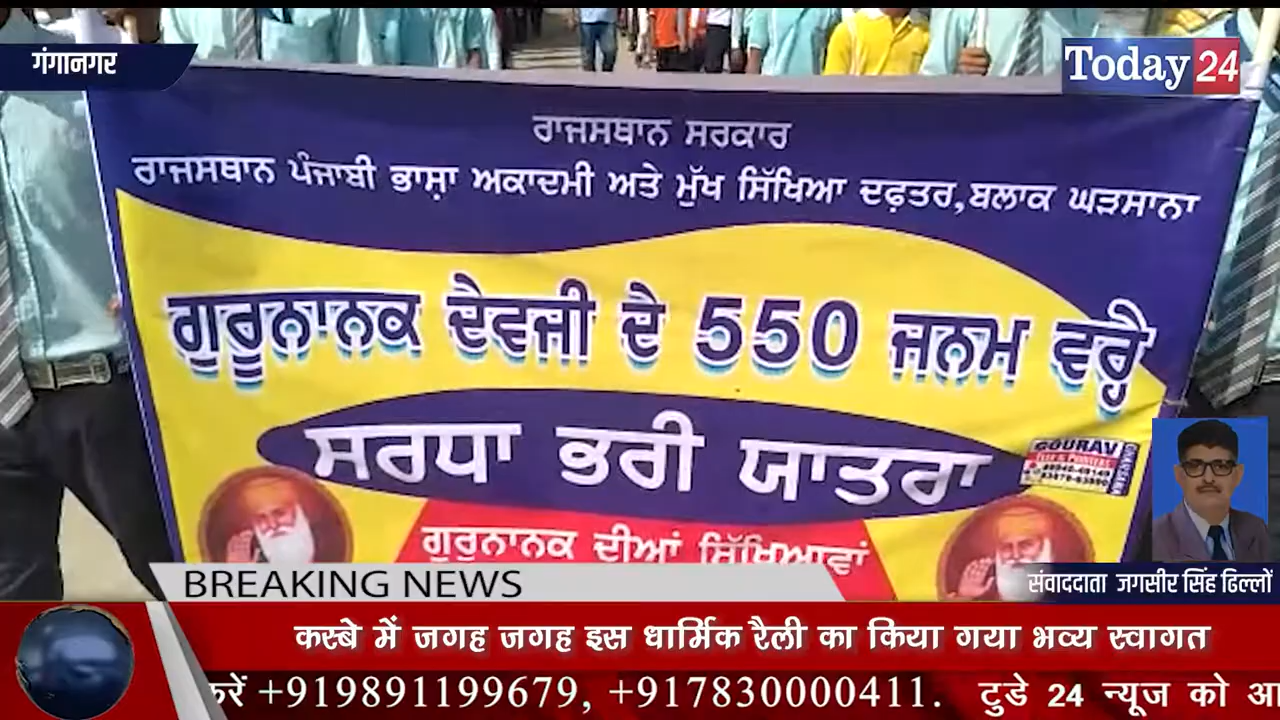 गंगानगर
Today 24
ਰਾਜਸਥਾਨ ਸਰਕਾਰ
ਰਾਜਸਥਾਨ ਪੰਜਾਬੀ ਭਾਸ਼ਾ ਅਕਾਦਮੀ ਅਤੇ ਮੁੱਖ ਸਿੱਖਿਆ ਦਫ਼ਤਰ,ਬਲਾਕ ਘੜਸਾਨਾ
ਗੁਰੂਨਾਨਕ ਦੇਵਜੀ ਦੇ 550 ਜਨਮ ਵਰ੍ਹੇ
ਸਰਧਾ ਭਰੀ ਯਾਤਰਾ
GOURAV
ਗੁਰੁਨਾਨਕ ਦੀਆਂ ਸਿੱਖਿਆਵਾਂ
BREAKING NEWS
संवाददाता जगसीर सिंह ढिल्लों
कस्बे में जगह जगह इस धार्मिक रैली का किया गया भव्य स्वागत
करें +919891199679, +917830000411. टुडे 24 न्यूज को आ